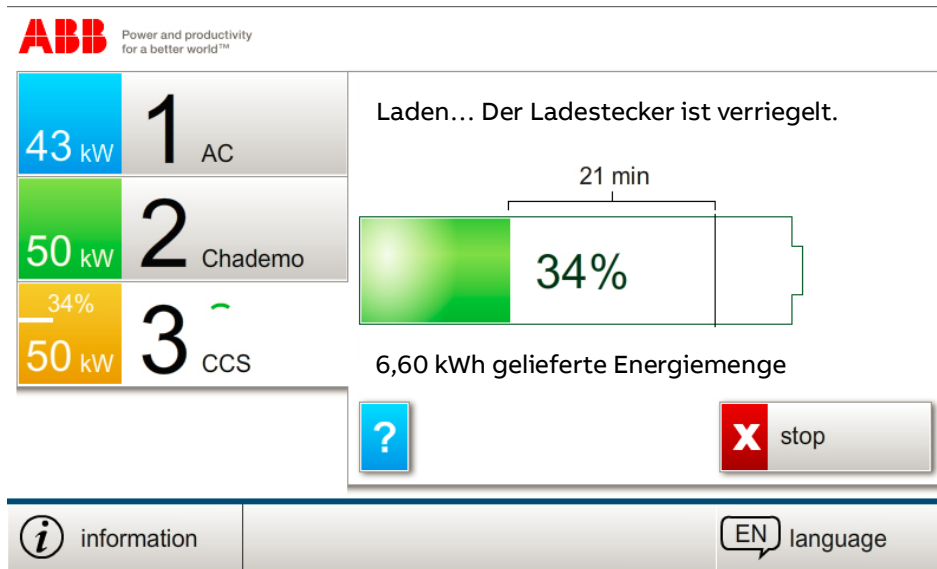 ABB
Power and productivity
for a better world™
43 kW 1 AC
50 kW 2 Chademo
34%
50 kW 3 CCS
Laden... Der Ladestecker ist verriegelt.
21 min
34%
6,60 kWh gelieferte Energiemenge
?
X stop
i information
EN language